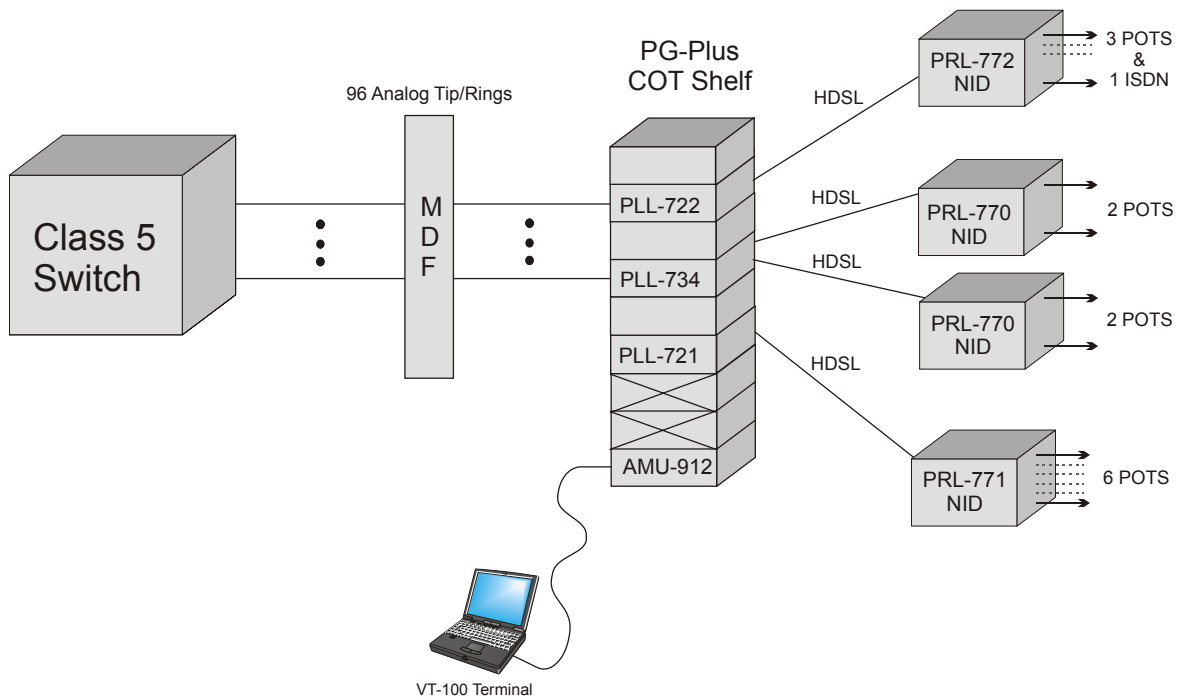 PG-Plus
COT Shelf
96 Analog Tip/Rings
Class 5
Switch
M
D
F
PLL-722
PLL-734
PLL-721
AMU-912
VT-100 Terminal
HDSL
PRL-772
NID
3 POTS
&
1 ISDN
HDSL
PRL-770
NID
2 POTS
HDSL
PRL-770
NID
2 POTS
HDSL
PRL-771
NID
6 POTS